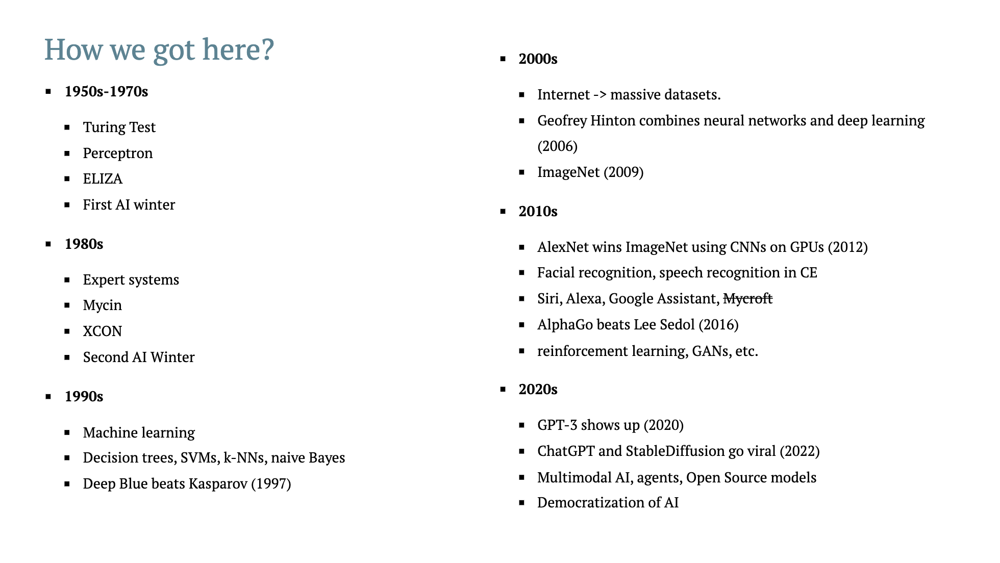 How we got here?
1950s-1970s
Turing Test
Perceptron
ELIZA
First AI winter
1980s
Expert systems
Mycin
XCON
Second AI Winter
1990s
Machine learning
Decision trees, SVMs, k-NNs, naive Bayes
Deep Blue beats Kasparov (1997)
2000s
Internet -> massive datasets.
Geofrey Hinton combines neural networks and deep learning
(2006)
ImageNet (2009)
2010s
AlexNet wins ImageNet using CNNs on GPUs (2012)
Facial recognition, speech recognition in CE
Siri, Alexa, Google Assistant, Mycroft
AlphaGo beats Lee Sedol (2016)
reinforcement learning, GANs, etc.
2020s
GPT-3 shows up (2020)
ChatGPT and StableDiffusion go viral (2022)
Multimodal AI, agents, Open Source models
Democratization of AI